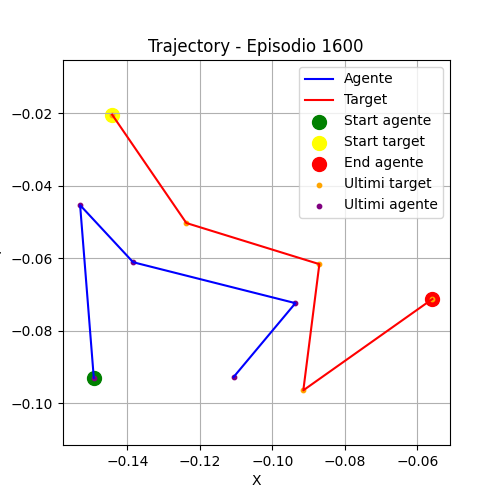 Trajectory - Episodio 1600
Agente
Target
Start agente
Start target
End agente
Ultimi target
Ultimi agente
−0.02
−0.04
−0.06
−0.08
−0.10
−0.14
−0.12
−0.10
−0.08
−0.06
X